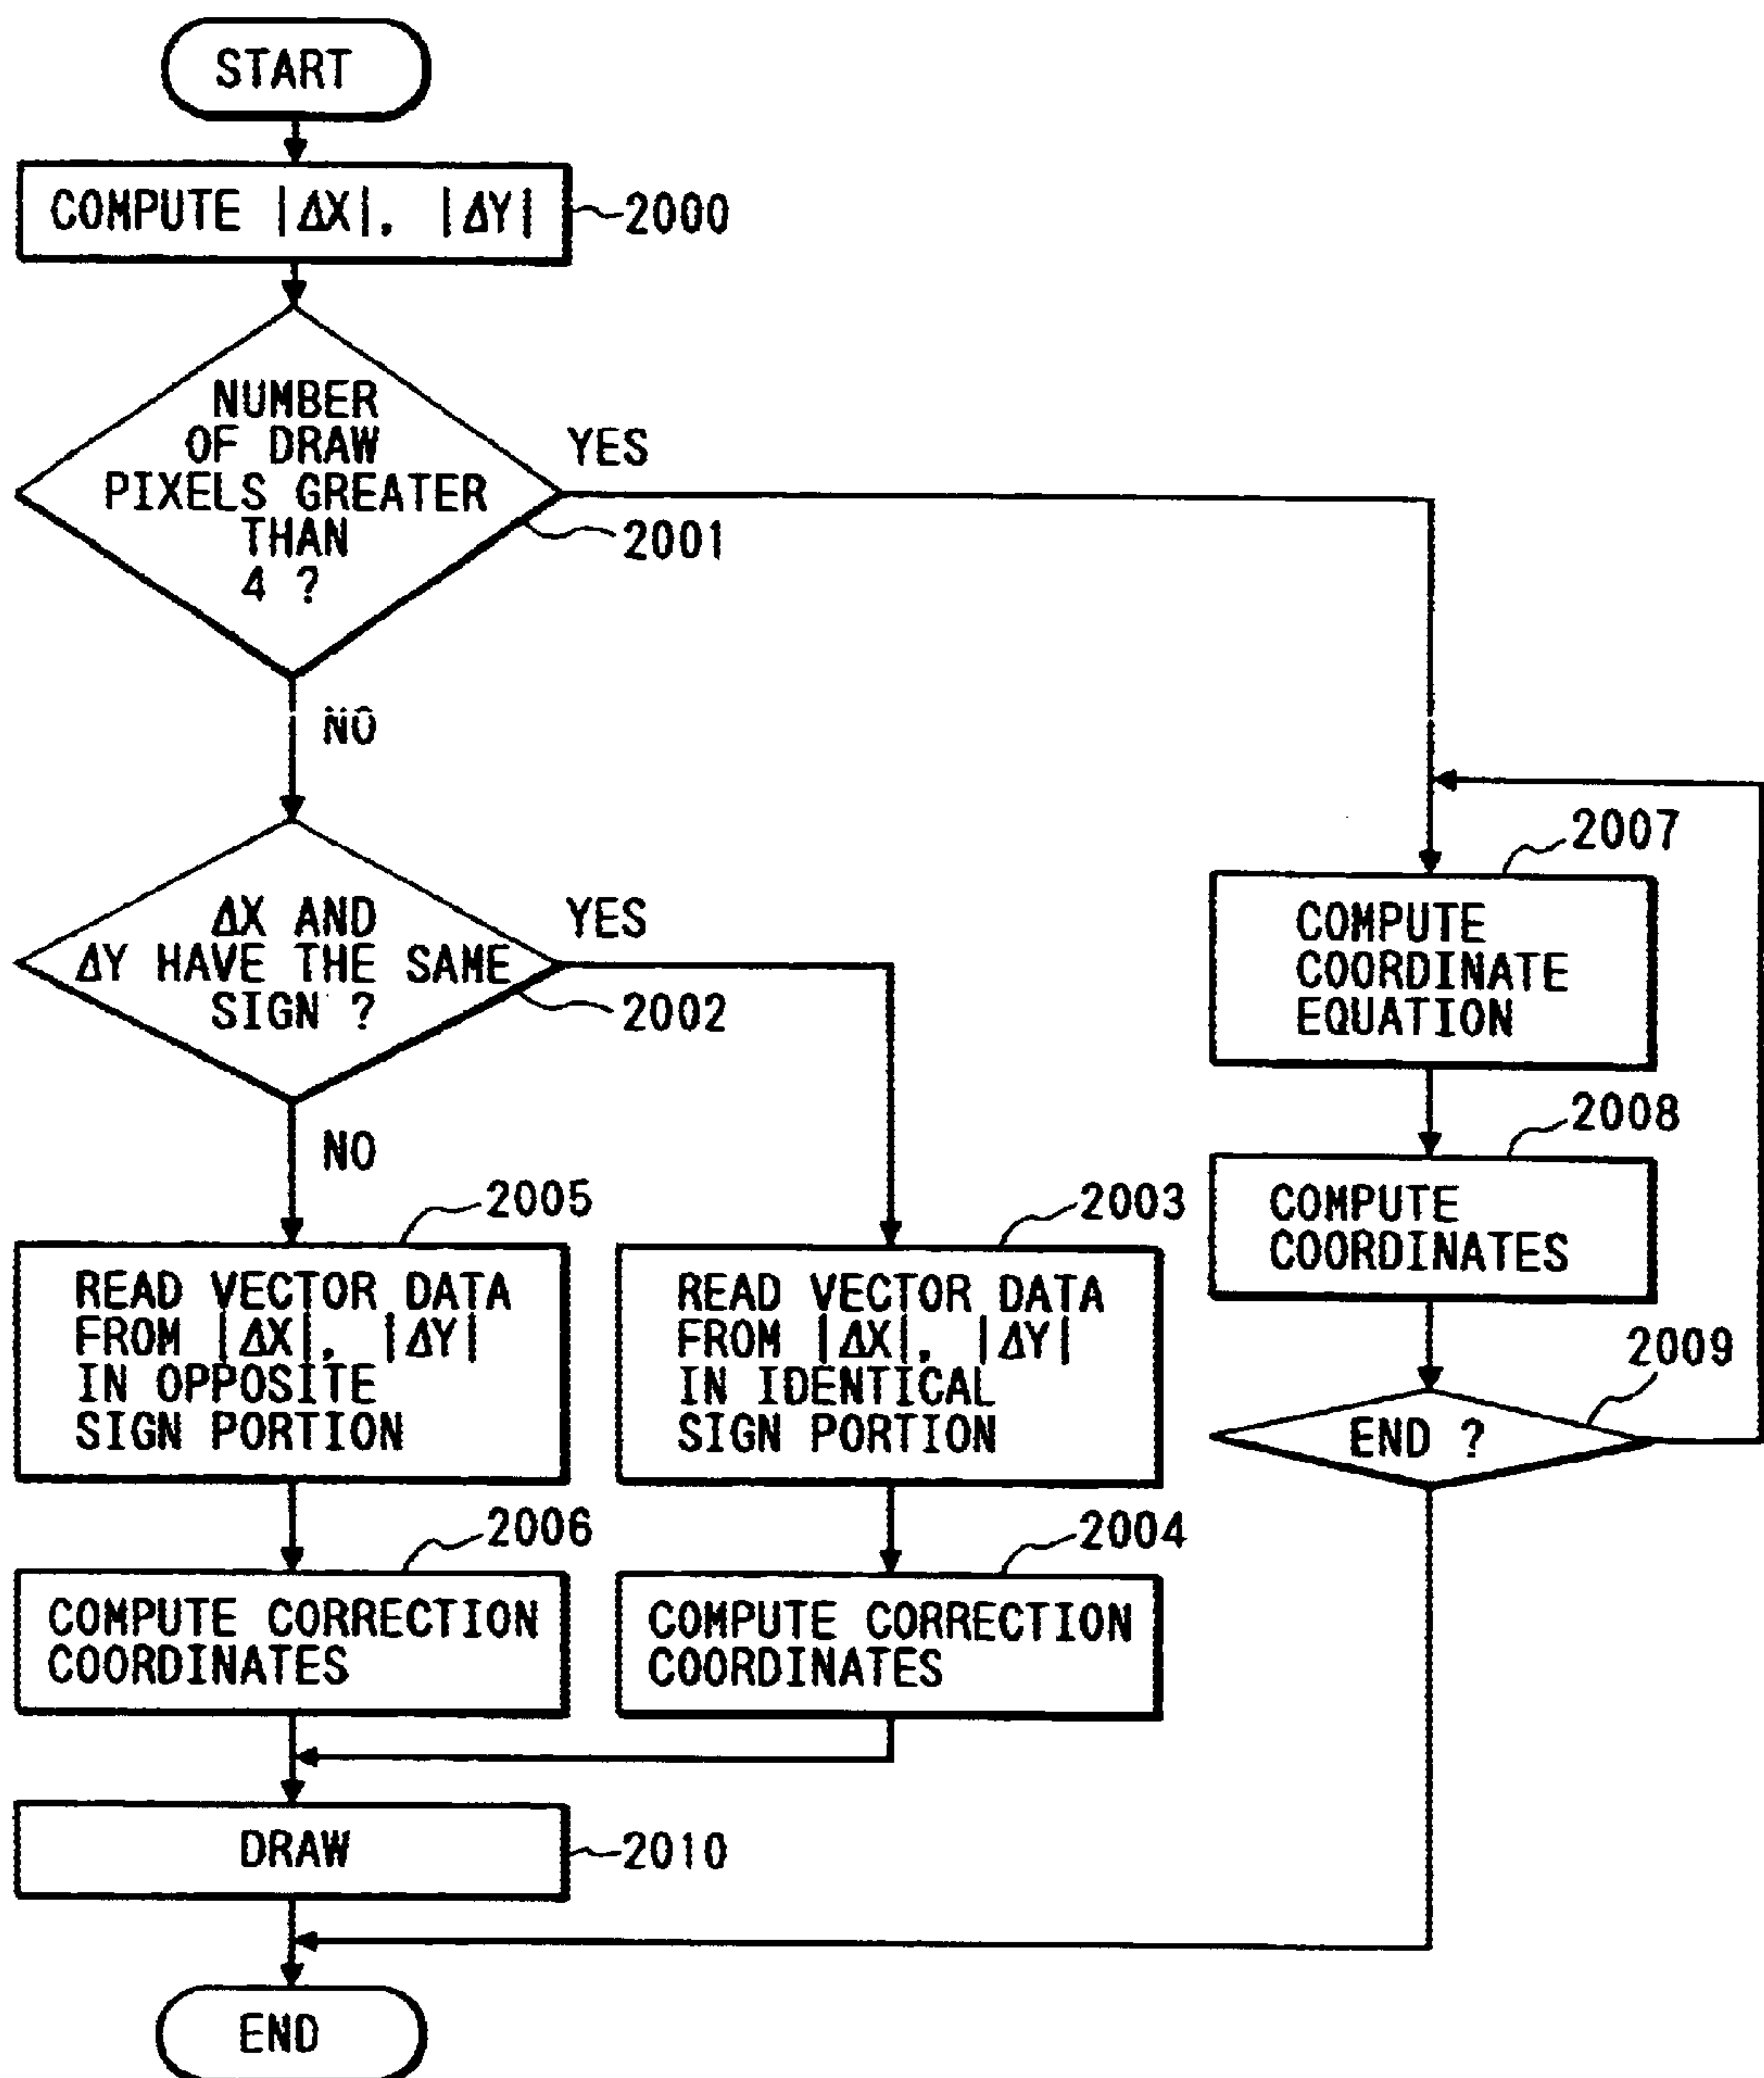 START
COMPUTE |ΔX|, |ΔY|
2000
NUMBER
OF DRAW
PIXELS GREATER
THAN
4 ?
YES
2001
NO
ΔX AND
ΔY HAVE THE SAME
SIGN ?
YES
2002
NO
2007
COMPUTE
COORDINATE
EQUATION
2008
COMPUTE
COORDINATES
2009
END ?
2005
READ VECTOR DATA
FROM |ΔX|, |ΔY|
IN OPPOSITE
SIGN PORTION
2003
READ VECTOR DATA
FROM |ΔX|, |ΔY|
IN IDENTICAL
SIGN PORTION
2006
COMPUTE CORRECTION
COORDINATES
2004
COMPUTE CORRECTION
COORDINATES
DRAW
2010
END